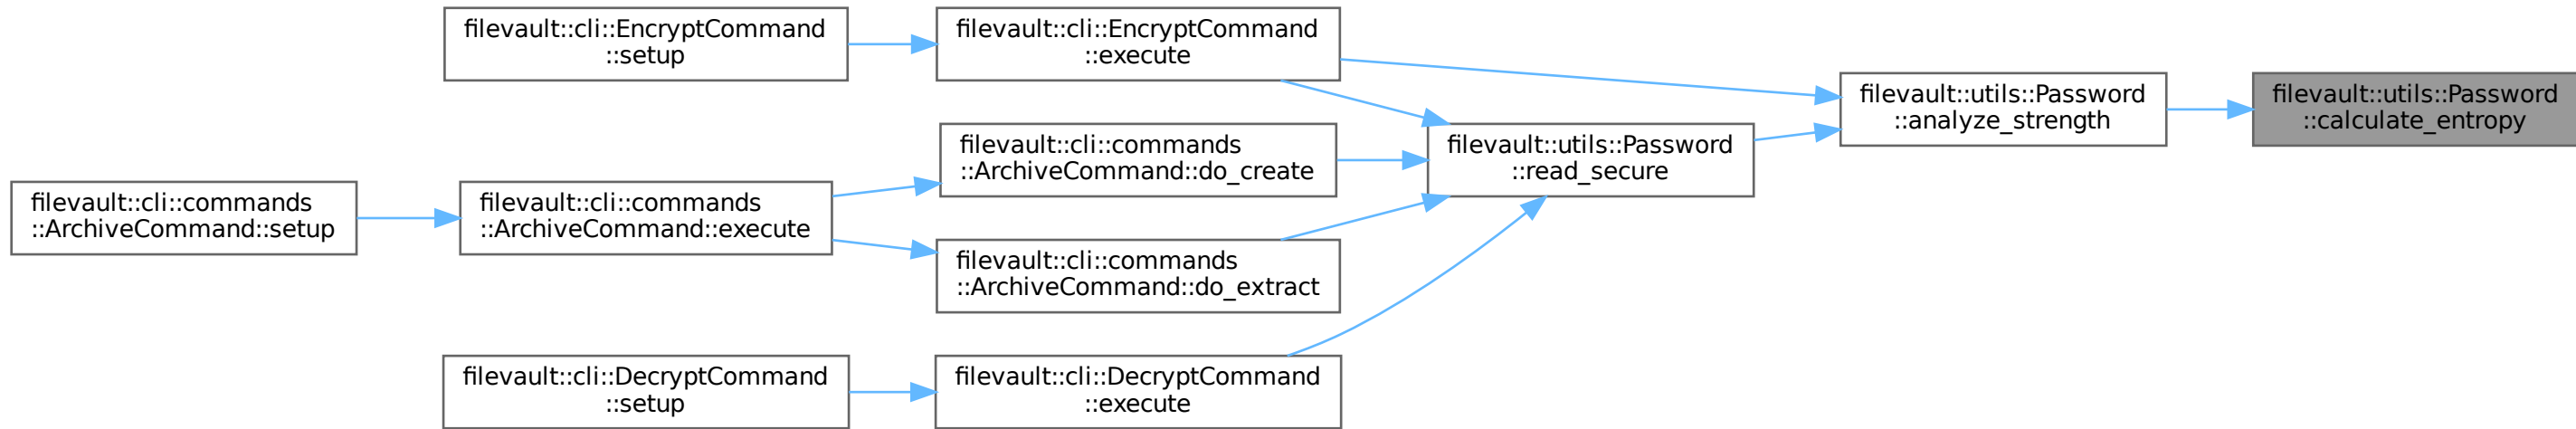 filevault::cli::EncryptCommand
::setup
filevault::cli::EncryptCommand
::execute
filevault::utils::Password
::analyze_strength
filevault::utils::Password
::calculate_entropy
filevault::cli::commands
::ArchiveCommand::do_create
filevault::utils::Password
::read_secure
filevault::cli::commands
::ArchiveCommand::setup
filevault::cli::commands
::ArchiveCommand::execute
filevault::cli::commands
::ArchiveCommand::do_extract
filevault::cli::DecryptCommand
::setup
filevault::cli::DecryptCommand
::execute